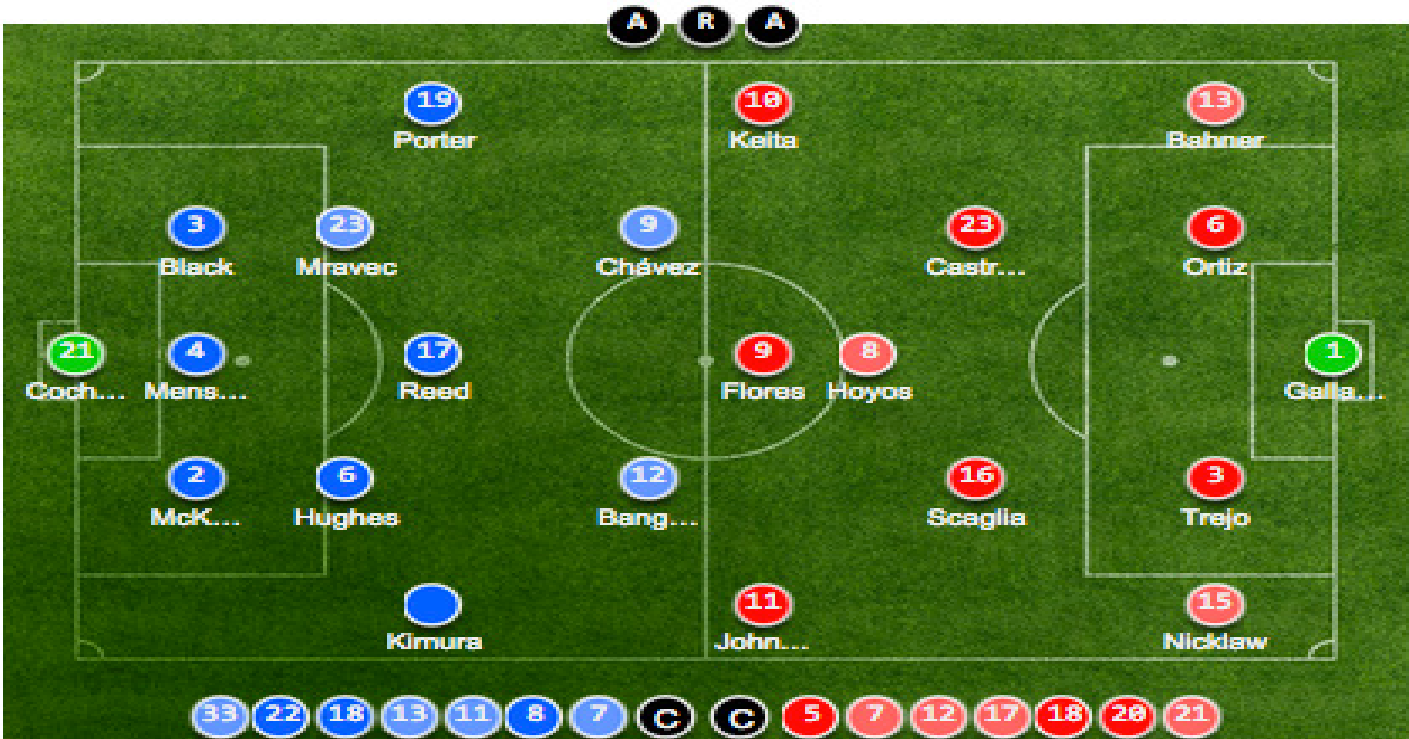 A R A
19 10 13
Porter Keita Bahner
3 23 9 23 6
Black Mravec Chávez Castr... Ortiz
21 4 17 9 8 1
Coch... Mens... Reed Flores Hoyos Galla...
2 6 12 16 3
McK... Hughes Bang... Scaglia Trejo
11 15
Kimura John... Nicklaw
33 22 18 13 11 8 7 C C 5 7 12 17 18 20 21